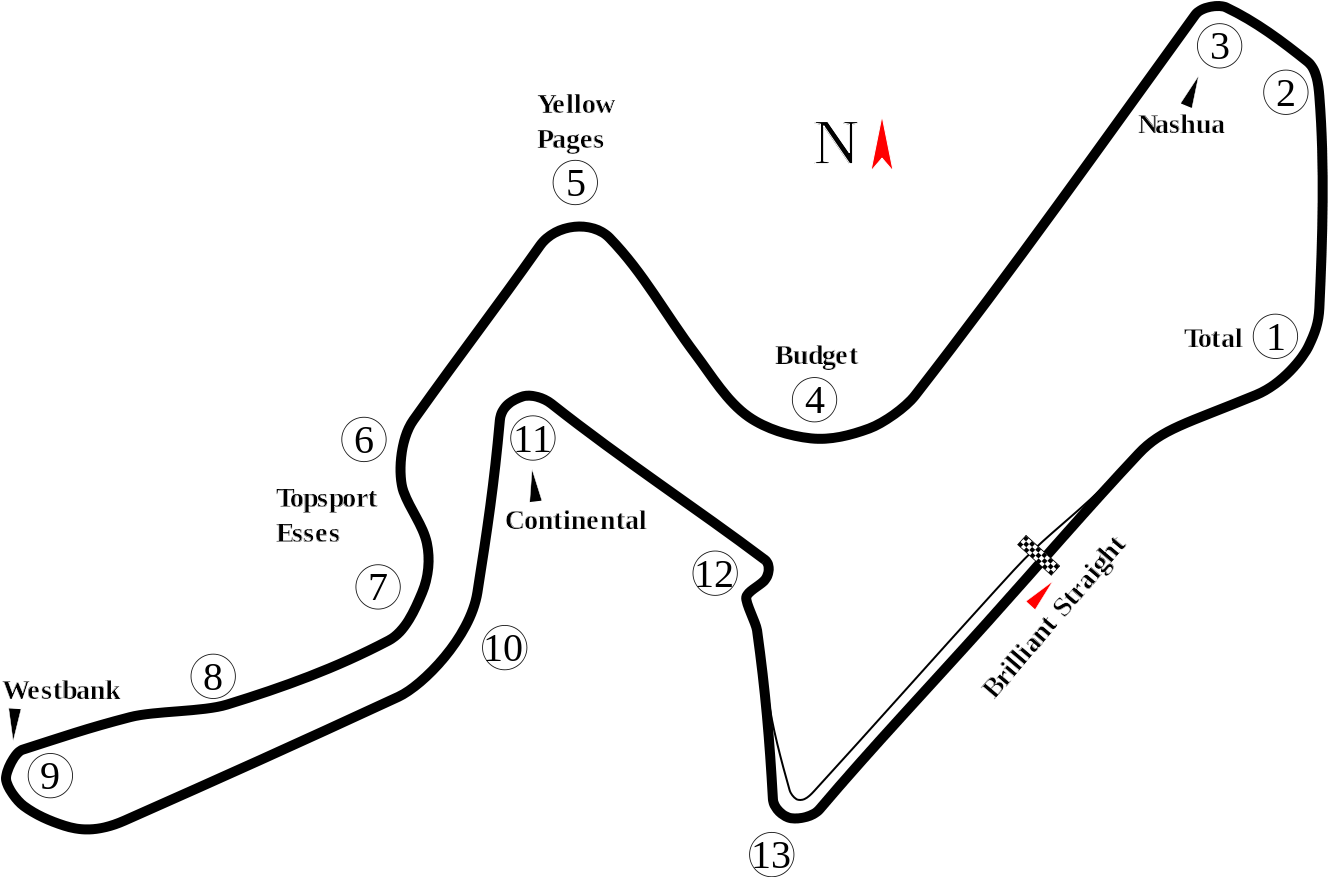 3
2
Yellow
Pages
Nashua
N
5
Total
1
Budget
4
6
11
Topsport
Esses
Continental
12
7
Brilliant Straight
10
8
Westbank
9
13